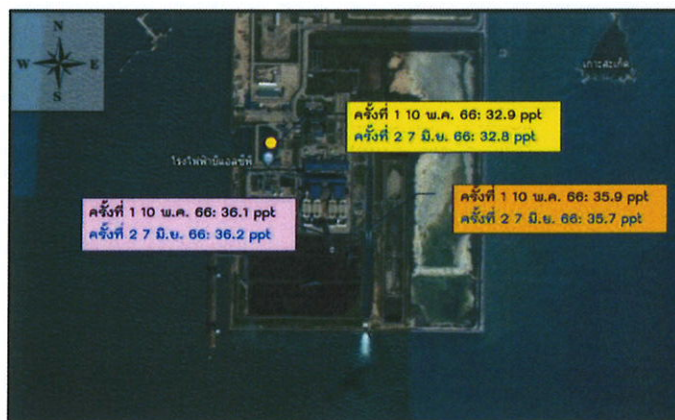 N
W E
S
เกาะสะเก็ด
ครั้งที่ 1 10 พ.ค. 66: 32.9 ppt
ครั้งที่ 2 7 มิ.ย. 66: 32.8 ppt
โรงไฟฟ้าบีแอลซีพี
ครั้งที่ 1 10 พ.ค. 66: 35.9 ppt
ครั้งที่ 2 7 มิ.ย. 66: 35.7 ppt
ครั้งที่ 1 10 พ.ค. 66: 36.1 ppt
ครั้งที่ 2 7 มิ.ย. 66: 36.2 ppt